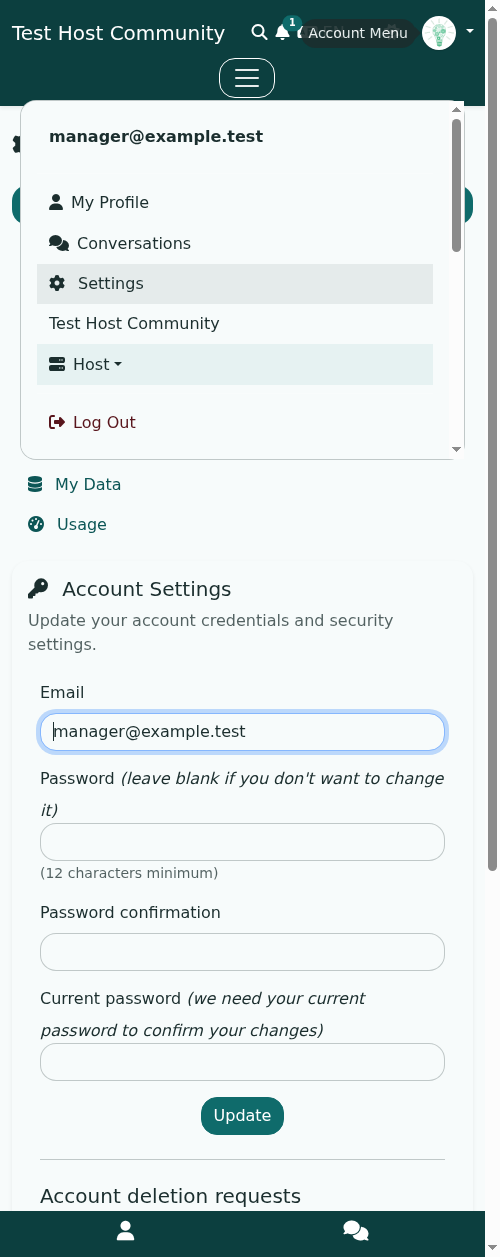 Test Host Community
1
Account Menu
manager@example.test
My Profile
Conversations
Settings
Test Host Community
Host
Log Out
My Data
Usage
Account Settings
Update your account credentials and security
settings.
Email
manager@example.test
Password (leave blank if you don't want to change
it)
(12 characters minimum)
Password confirmation
Current password (we need your current
password to confirm your changes)
Update
Account deletion requests